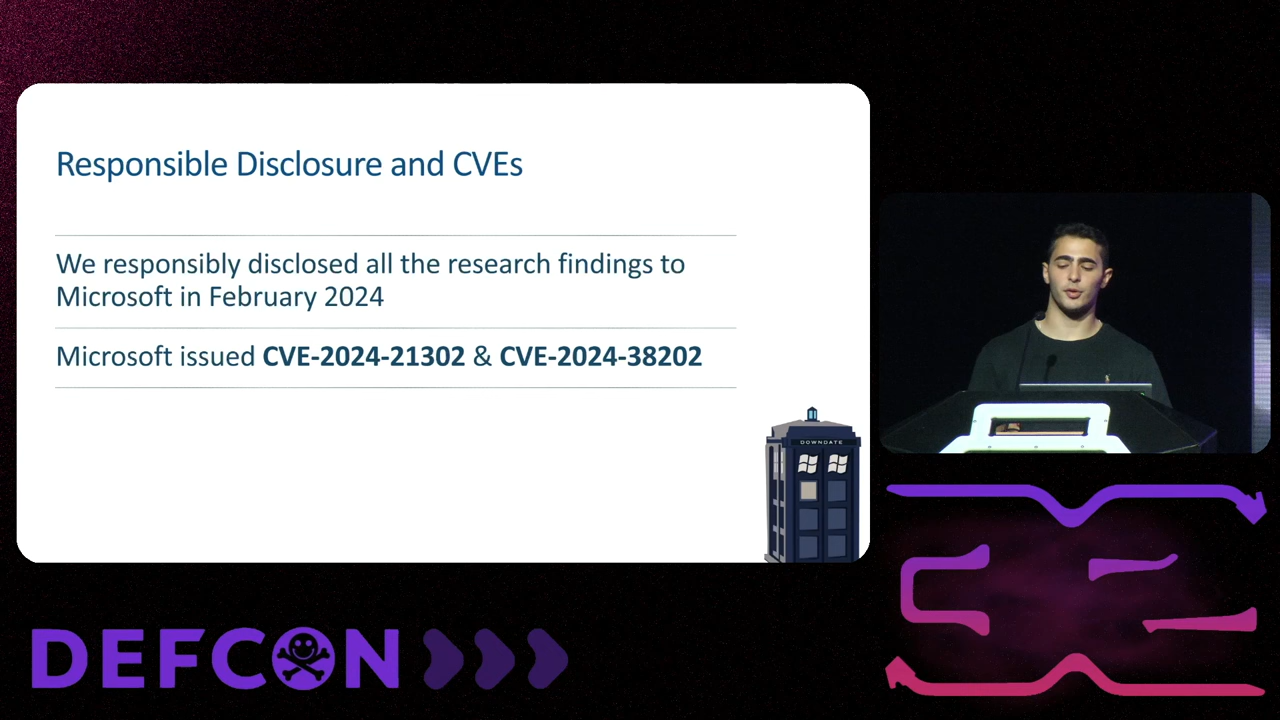 Responsible Disclosure and CVEs
We responsibly disclosed all the research findings to
Microsoft in February 2024
Microsoft issued CVE-2024-21302 & CVE-2024-38202
DOWNDATE
DEFCON